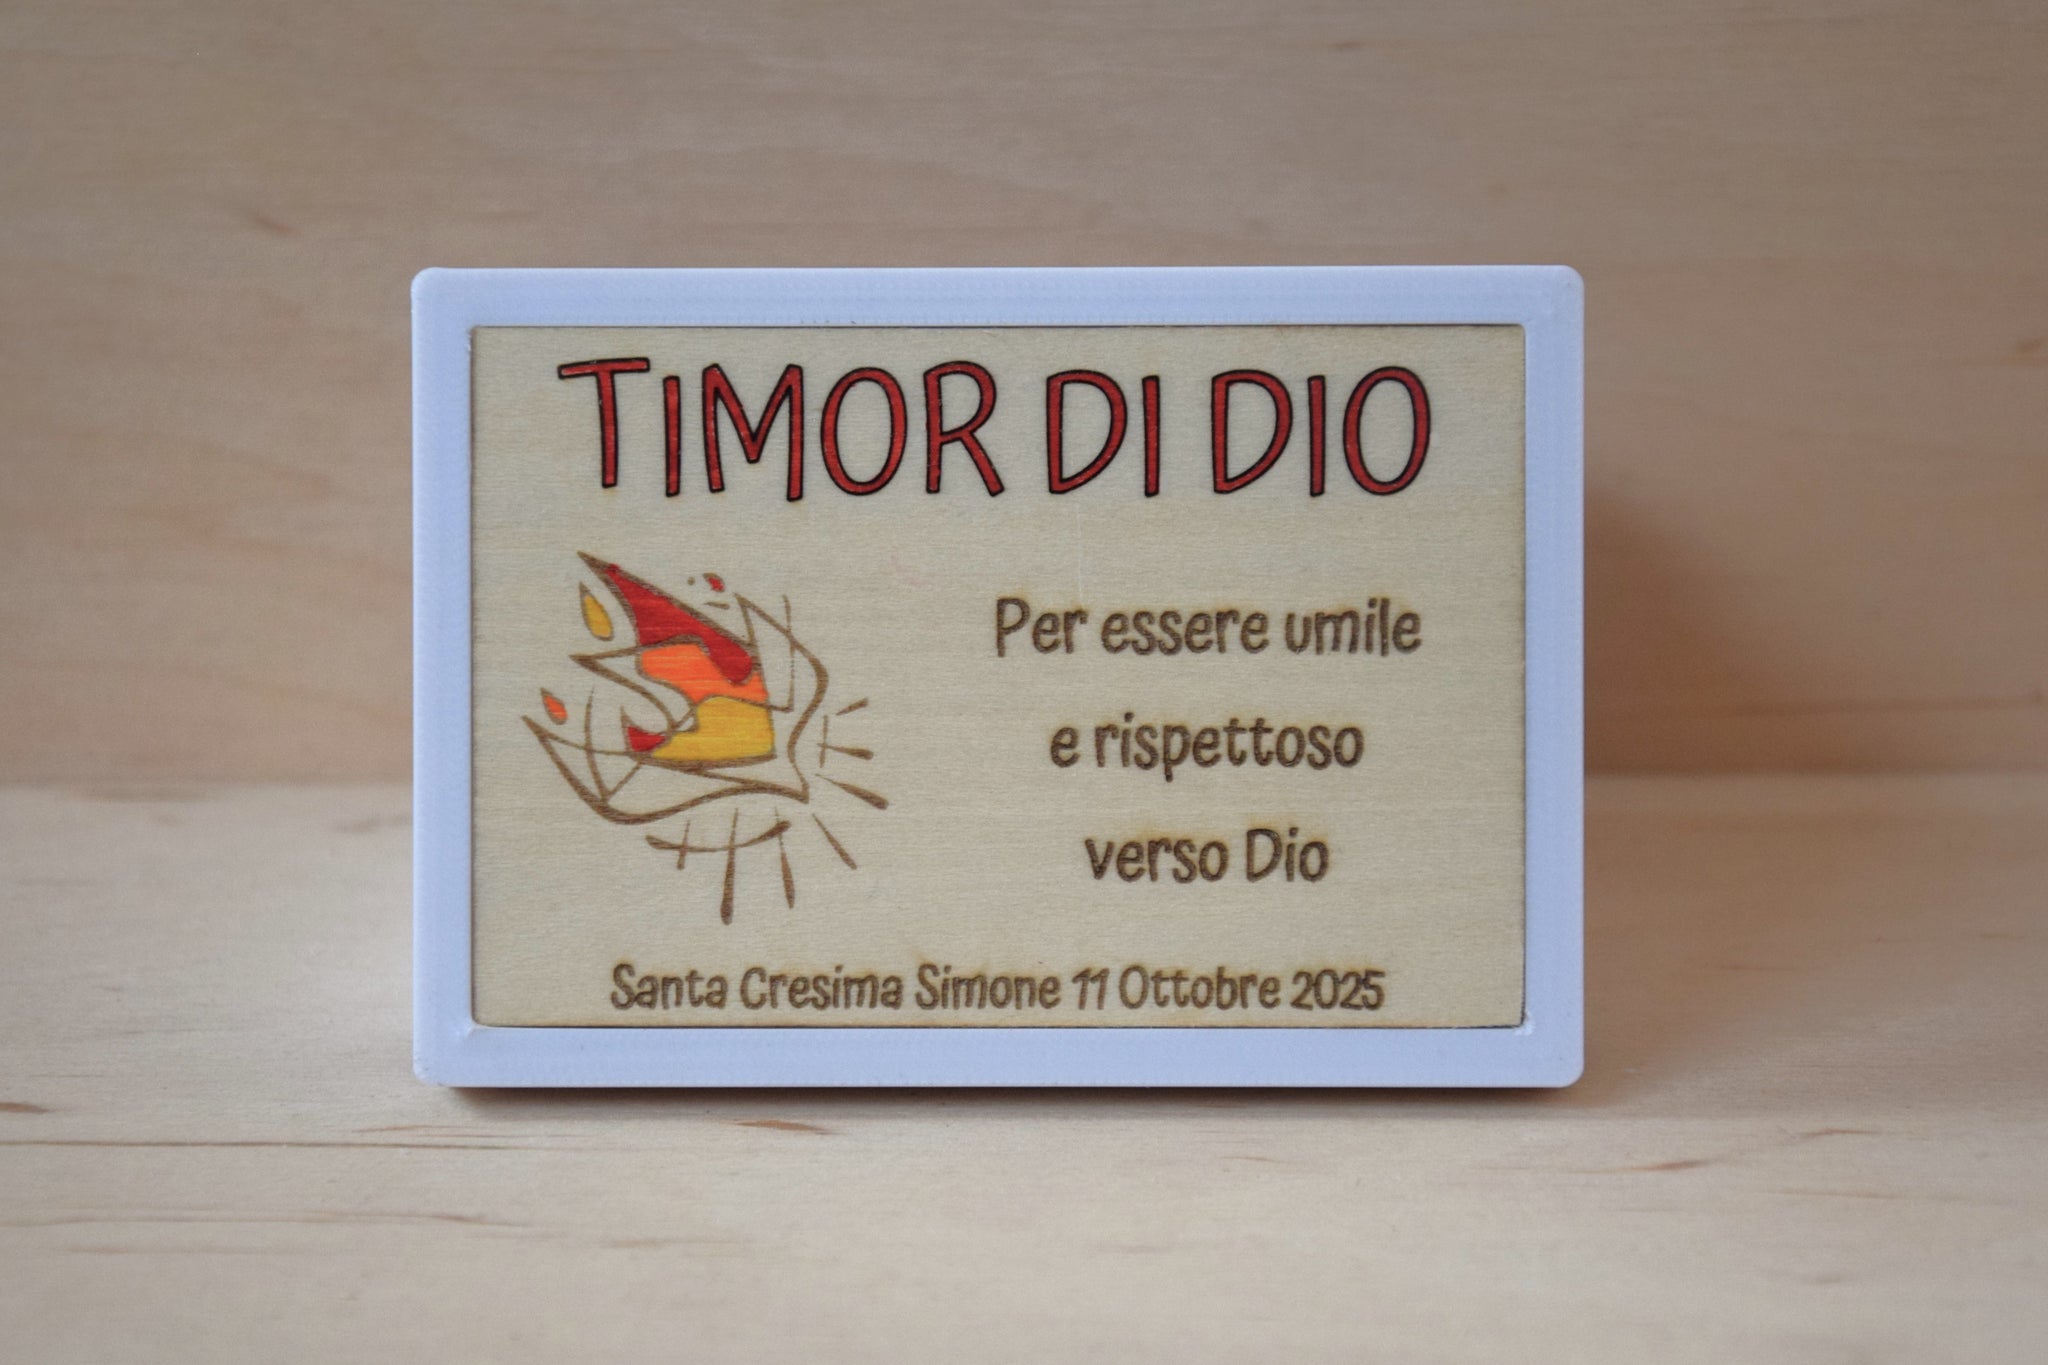 TIMOR DI DIO
Per essere umile
e rispettoso
verso Dio
Santa Cresima Simone 11 Ottobre 2025